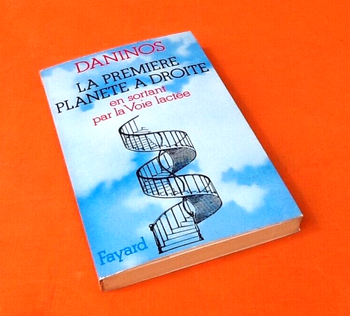 DANINOS
LA PREMIERE
PLANETE A DROITE
en sortant
par la Voie lactée
Fayard